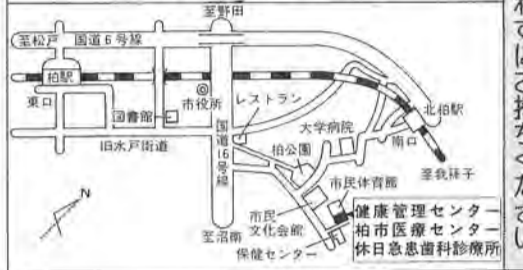 至野田
至松戸 国道6号線
柏駅
東口
市役所
図書館
レストラン
北柏駅
大学病院
南口
旧水戸街道
国道16号線
柏公園
至我孫子
N
市民体育館
市民
文化会館
健康管理センター
柏市医療センター
休日急患歯科診療所
至沼南
保健センター